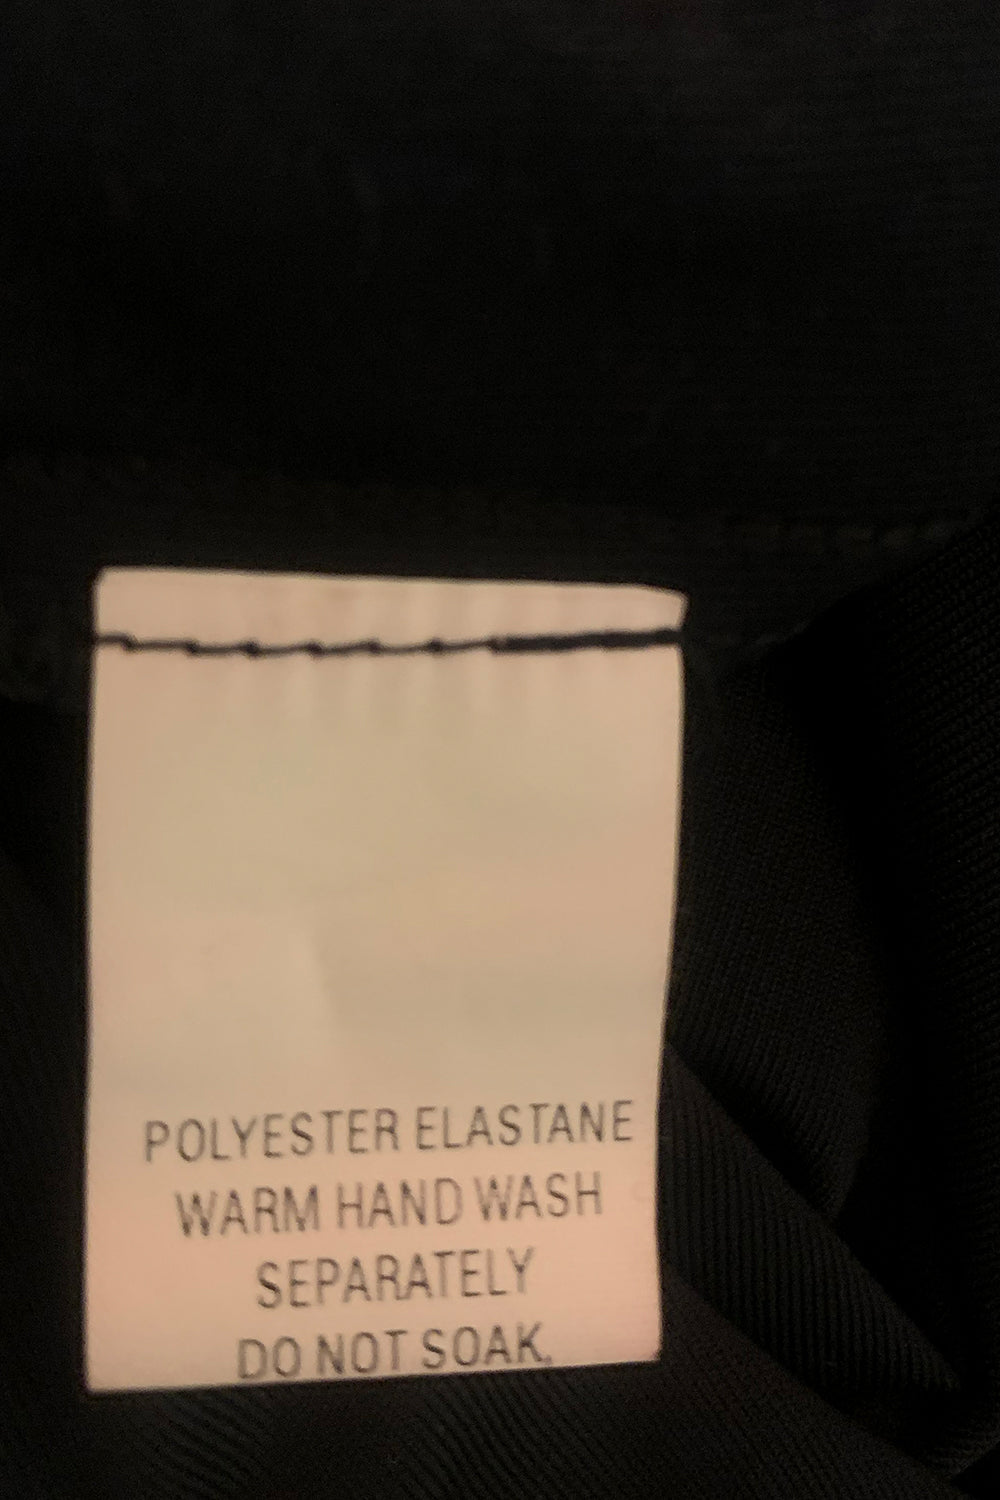 POLYESTER ELASTANE
WARM HAND WASH
SEPARATELY
DO NOT SOAK,